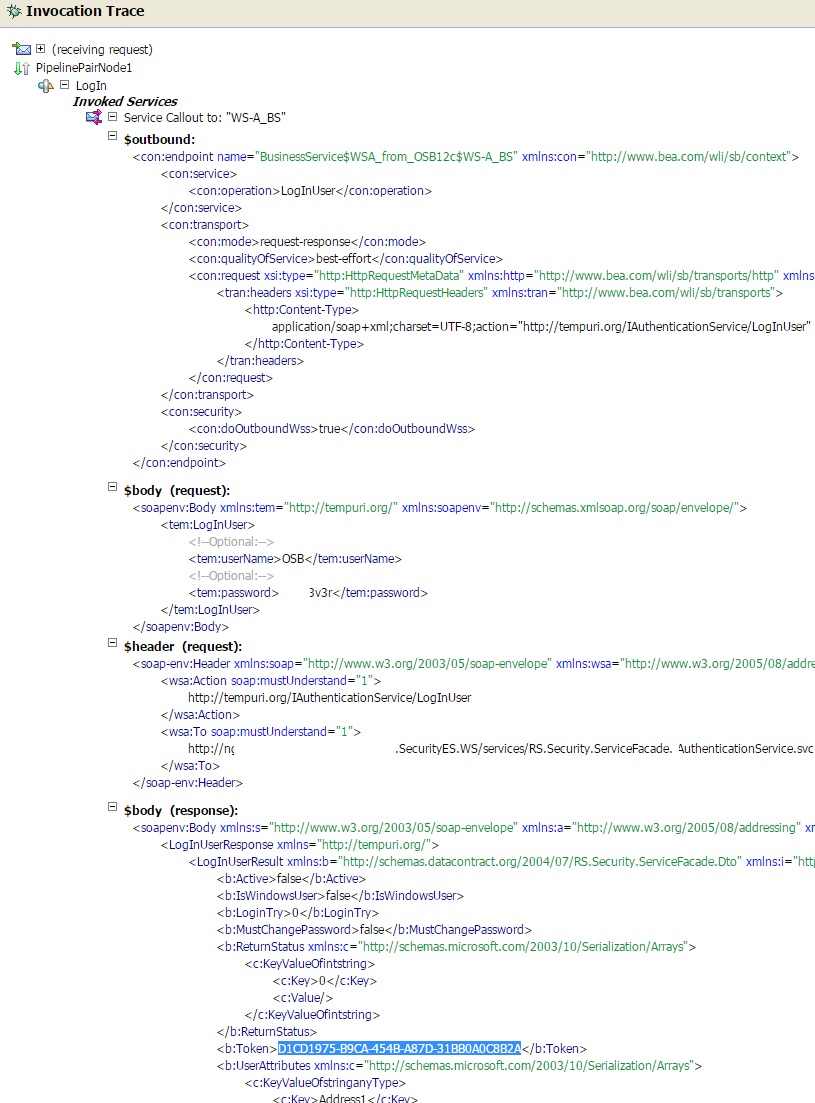 Invocation Trace
(receiving request)
PipelinePairNode1
LogIn
Invoked Services
Service Callout to: "WS-A_BS"
$outbound:
<con:endpoint name="BusinessService$WSA_from_OSB12c$WS-A_BS" xmlns:con="http://www.bea.com/wli/sb/context">
<con:service>
<con:operation>LogInUser</con:operation>
</con:service>
<con:transport>
<con:mode>request-response</con:mode>
<con:qualityOfService>best-effort</con:qualityOfService>
<con:request xsi:type="http:HttpRequestMetaData" xmlns:http="http://www.bea.com/wli/sb/transports/http" xmlns
<tran:headers xsi:type="http:HttpRequestHeaders" xmlns:tran="http://www.bea.com/wli/sb/transports">
<http:Content-Type>
application/soap+xml;charset=UTF-8;action="http://tempuri.org/IAuthenticationService/LogInUser"
</http:Content-Type>
</tran:headers>
</con:request>
</con:transport>
<con:security>
<con:doOutboundWss>true</con:doOutboundWss>
</con:security>
</con:endpoint>
$body (request):
<soapenv:Body xmlns:tem="http://tempuri.org/" xmlns:soapenv="http://schemas.xmlsoap.org/soap/envelope/">
<tem:LogInUser>
<!--Optional:-->
<tem:userName>OSB</tem:userName>
<!--Optional:-->
<tem:password> 3v3r</tem:password>
</tem:LogInUser>
</soapenv:Body>
$header (request):
<soap-env:Header xmlns:soap="http://www.w3.org/2003/05/soap-envelope" xmlns:wsa="http://www.w3.org/2005/08/addre
<wsa:Action soap:mustUnderstand="1">
http://tempuri.org/IAuthenticationService/LogInUser
</wsa:Action>
<wsa:To soap:mustUnderstand="1">
http://ng .SecurityES.WS/services/RS.Security.ServiceFacade. AuthenticationService.svc
</wsa:To>
</soap-env:Header>
$body (response):
<soapenv:Body xmlns:s="http://www.w3.org/2003/05/soap-envelope" xmlns:a="http://www.w3.org/2005/08/addressing" xr
<LogInUserResponse xmlns="http://tempuri.org/">
<LogInUserResult xmlns:b="http://schemas.datacontract.org/2004/07/RS.Security.ServiceFacade.Dto" xmlns:i="http
<b:Active>false</b:Active>
<b:IsWindowsUser>false</b:IsWindowsUser>
<b:LoginTry>0</b:LoginTry>
<b:MustChangePassword>false</b:MustChangePassword>
<b:ReturnStatus xmlns:c="http://schemas.microsoft.com/2003/10/Serialization/Arrays">
<c:KeyValueOfintstring>
<c:Key>0</c:Key>
<c:Value/>
</c:KeyValueOfintstring>
</b:ReturnStatus>
<b:Token>D1CD1975-B9CA-454B-A87D-31BB0A0C8B2A</b:Token>
<b:UserAttributes xmlns:c="http://schemas.microsoft.com/2003/10/Serialization/Arrays">
<c:KeyValueOfstringanyType>
<c:Key>Address1</c:Key>